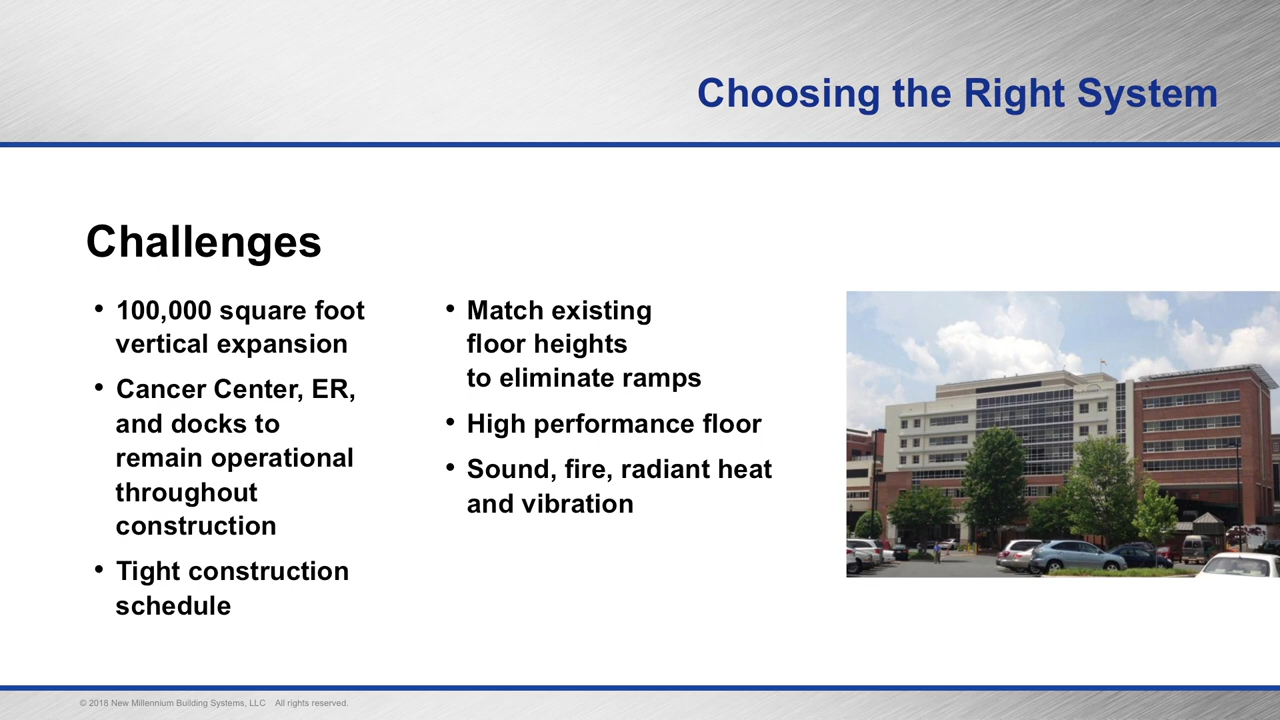 Choosing the Right System
Challenges
• 100,000 square foot
vertical expansion
• Cancer Center, ER,
and docks to
remain operational
throughout
construction
• Tight construction
schedule
• Match existing
floor heights
to eliminate ramps
• High performance floor
• Sound, fire, radiant heat
and vibration
© 2018 New Millennium Building Systems, LLC All rights reserved.